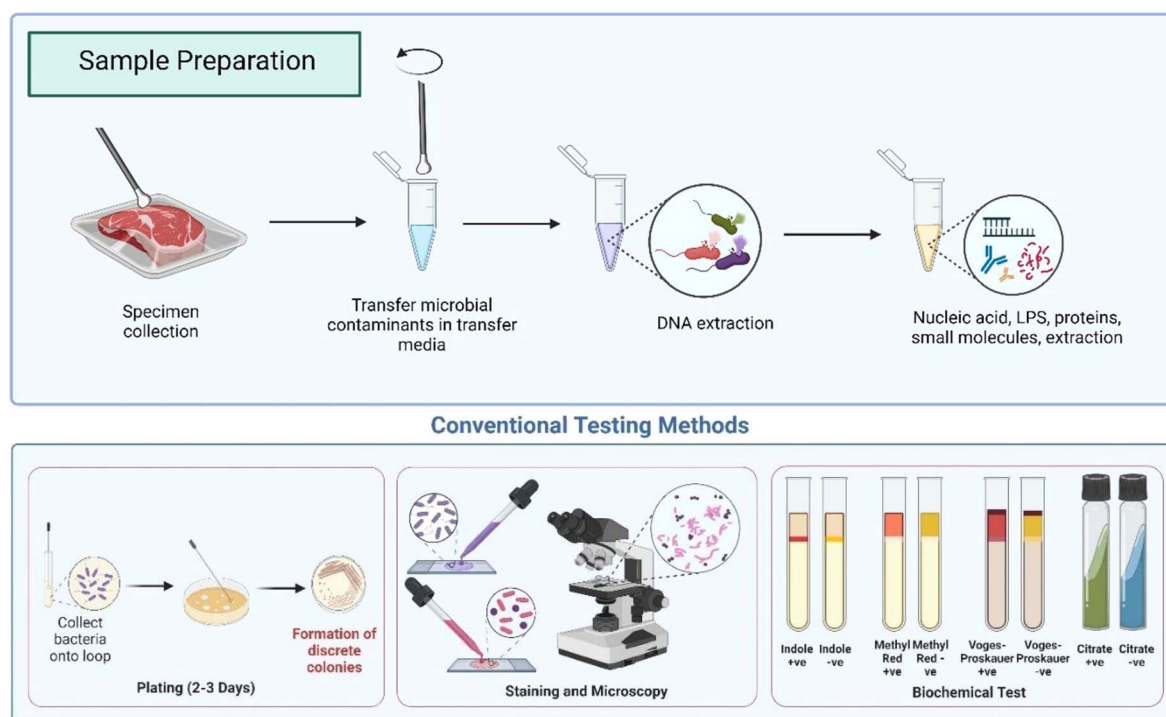 Sample Preparation
Specimen
collection
Transfer microbial
contaminants in transfer
media
DNA extraction
Nucleic acid, LPS, proteins,
small molecules, extraction
Conventional Testing Methods
Collect
bacteria
onto loop
Formation of
discrete
colonies
Plating (2-3 Days)
Staining and Microscopy
Indole
+ve
Indole
-ve
Methyl
Red
+ve
Methyl
Red -
ve
Voges-
Proskauer
+ve
Voges-
Proskauer
-ve
Citrate
+ve
Citrate
-ve
Biochemical Test